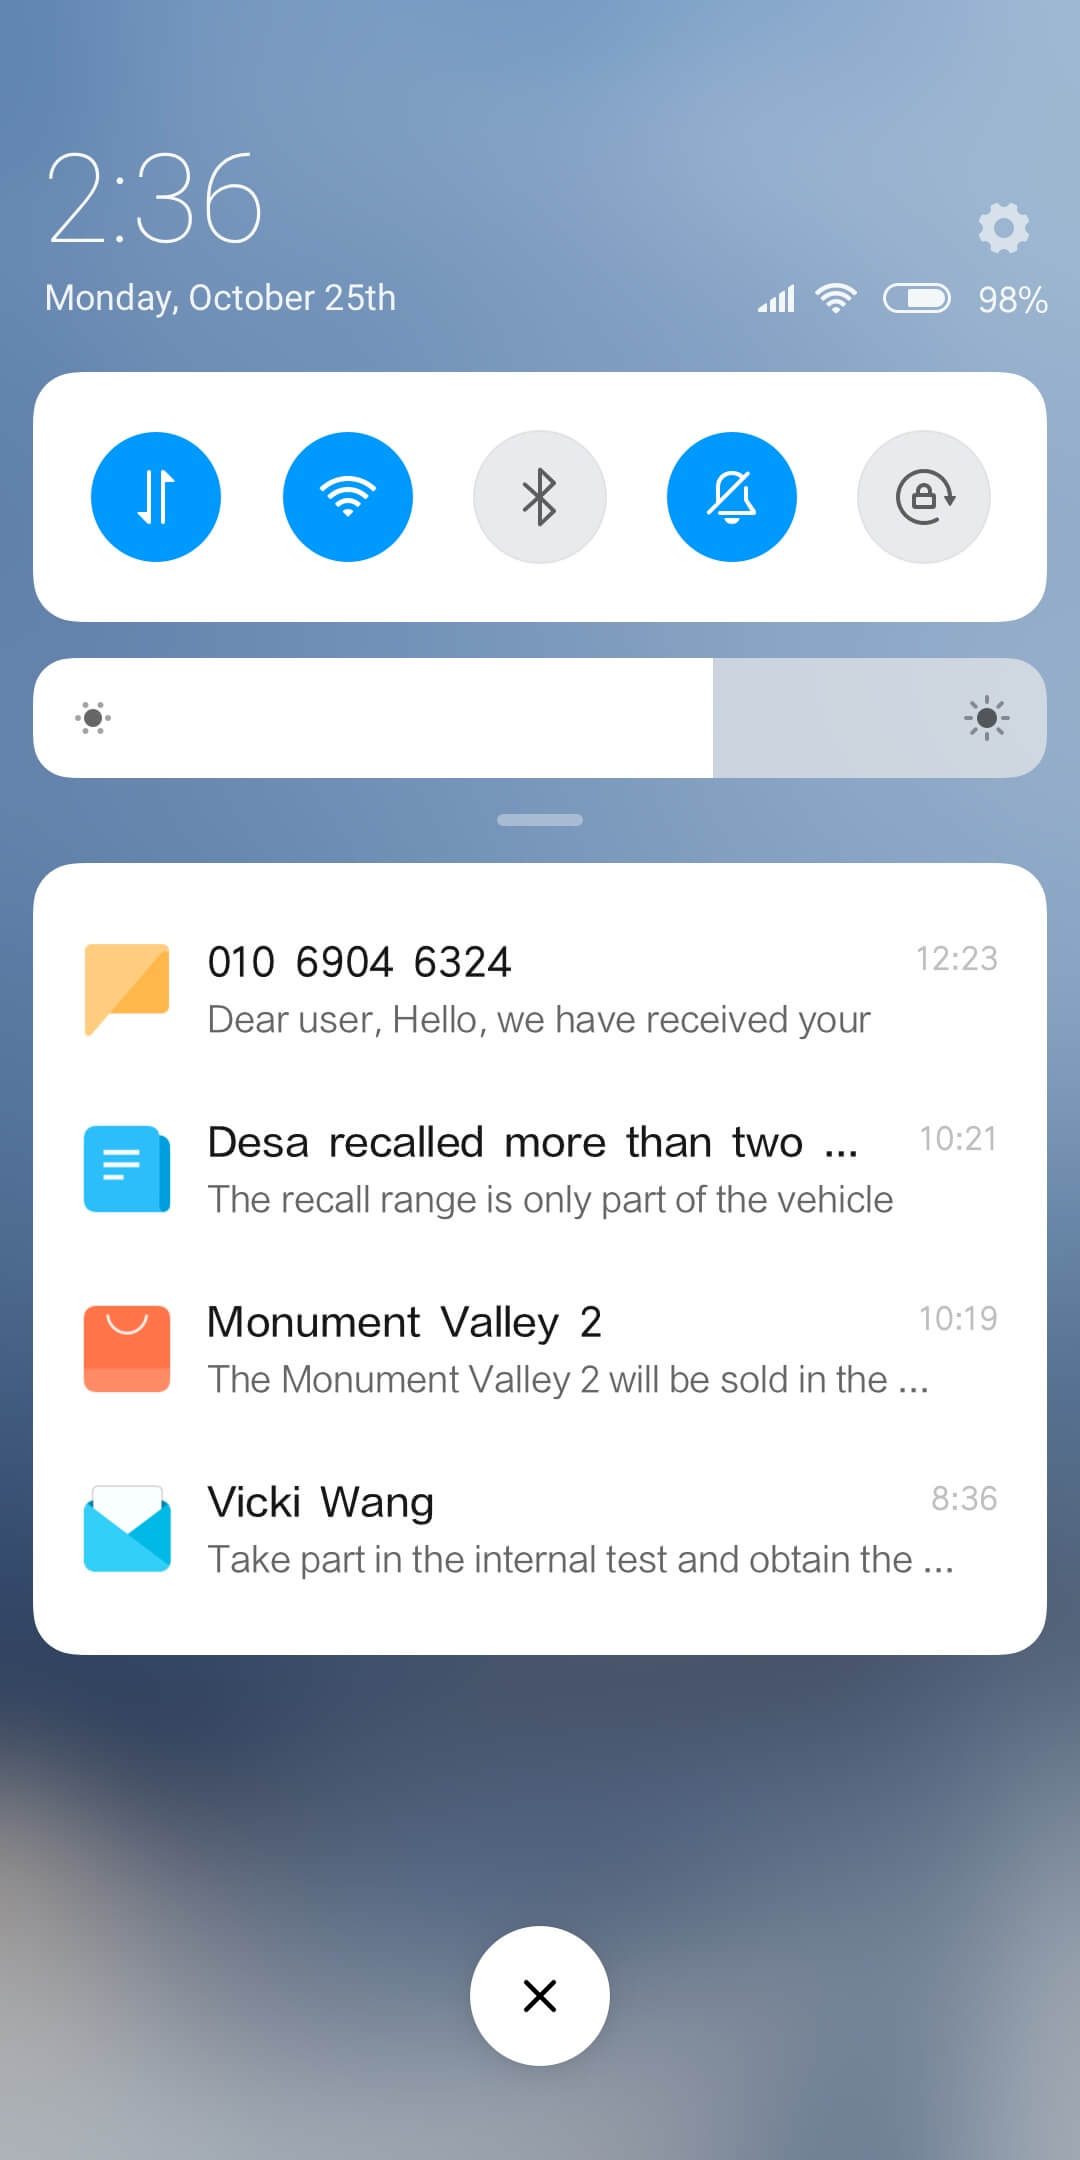 2:36
Monday, October 25th
98%
010 6904 6324
12:23
Dear user, Hello, we have received your
Desa recalled more than two ...
10:21
The recall range is only part of the vehicle
Monument Valley 2
10:19
The Monument Valley 2 will be sold in the ...
Vicki Wang
8:36
Take part in the internal test and obtain the ...